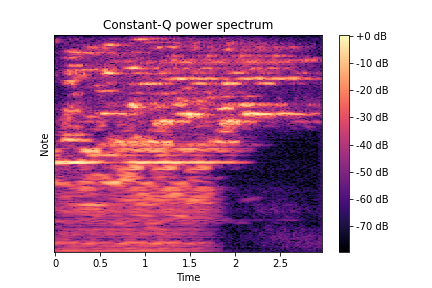 Constant-Q power spectrum
Note
+0 dB
-10 dB
-20 dB
-30 dB
-40 dB
-50 dB
-60 dB
-70 dB
0
0.5
1
1.5
2
2.5
Time